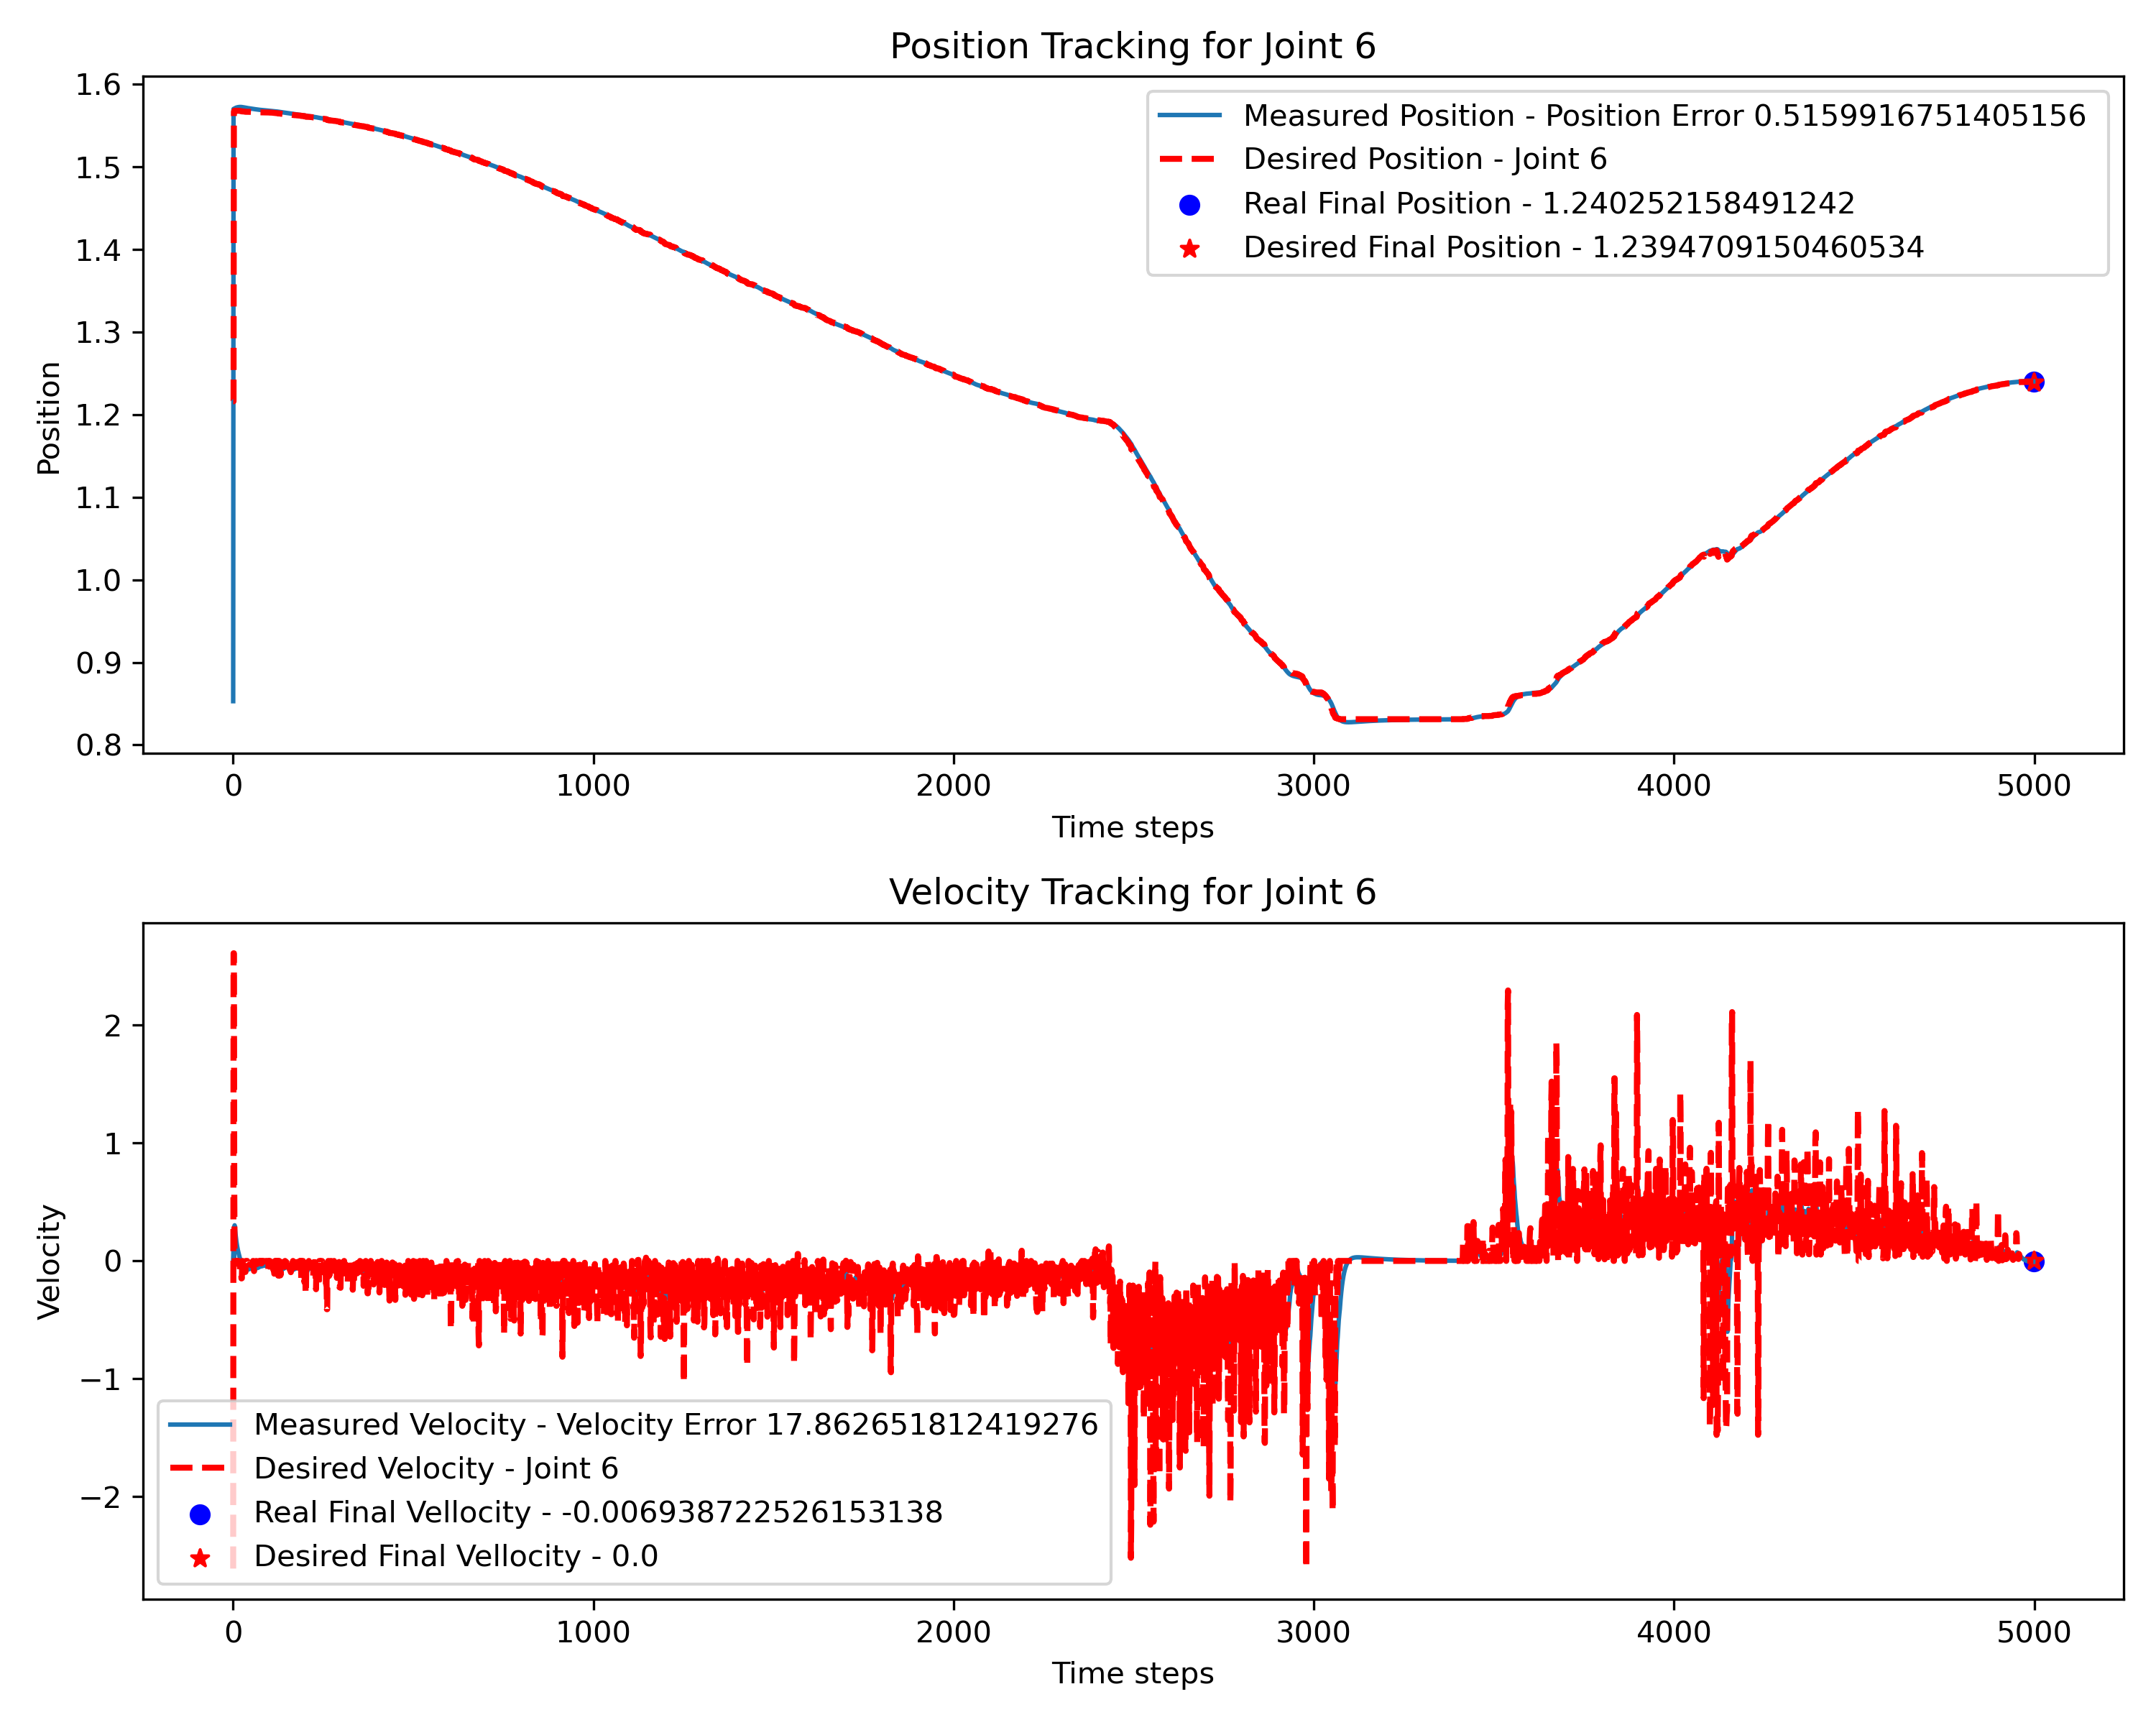 Position Tracking for Joint 6
1.6
1.5
1.4
1.3
1.2
1.1
1.0
0.9
0.8
Position
Measured Position - Position Error 0.5159916751405156
Desired Position - Joint 6
Real Final Position - 1.240252158491242
Desired Final Position - 1.2394709150460534
0 1000 2000 3000 4000 5000
Time steps
Velocity Tracking for Joint 6
2
1
0
−1
−2
Velocity
Measured Velocity - Velocity Error 17.862651812419276
Desired Velocity - Joint 6
Real Final Vellocity - -0.006938722526153138
Desired Final Vellocity - 0.0
0 1000 2000 3000 4000 5000
Time steps